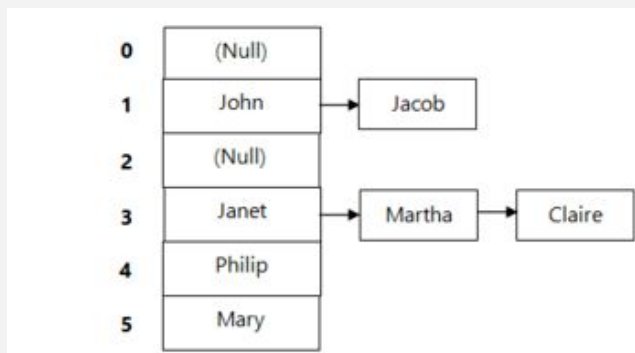 0 (Null)
1 John Jacob
2 (Null)
3 Janet Martha Claire
4 Philip
5 Mary